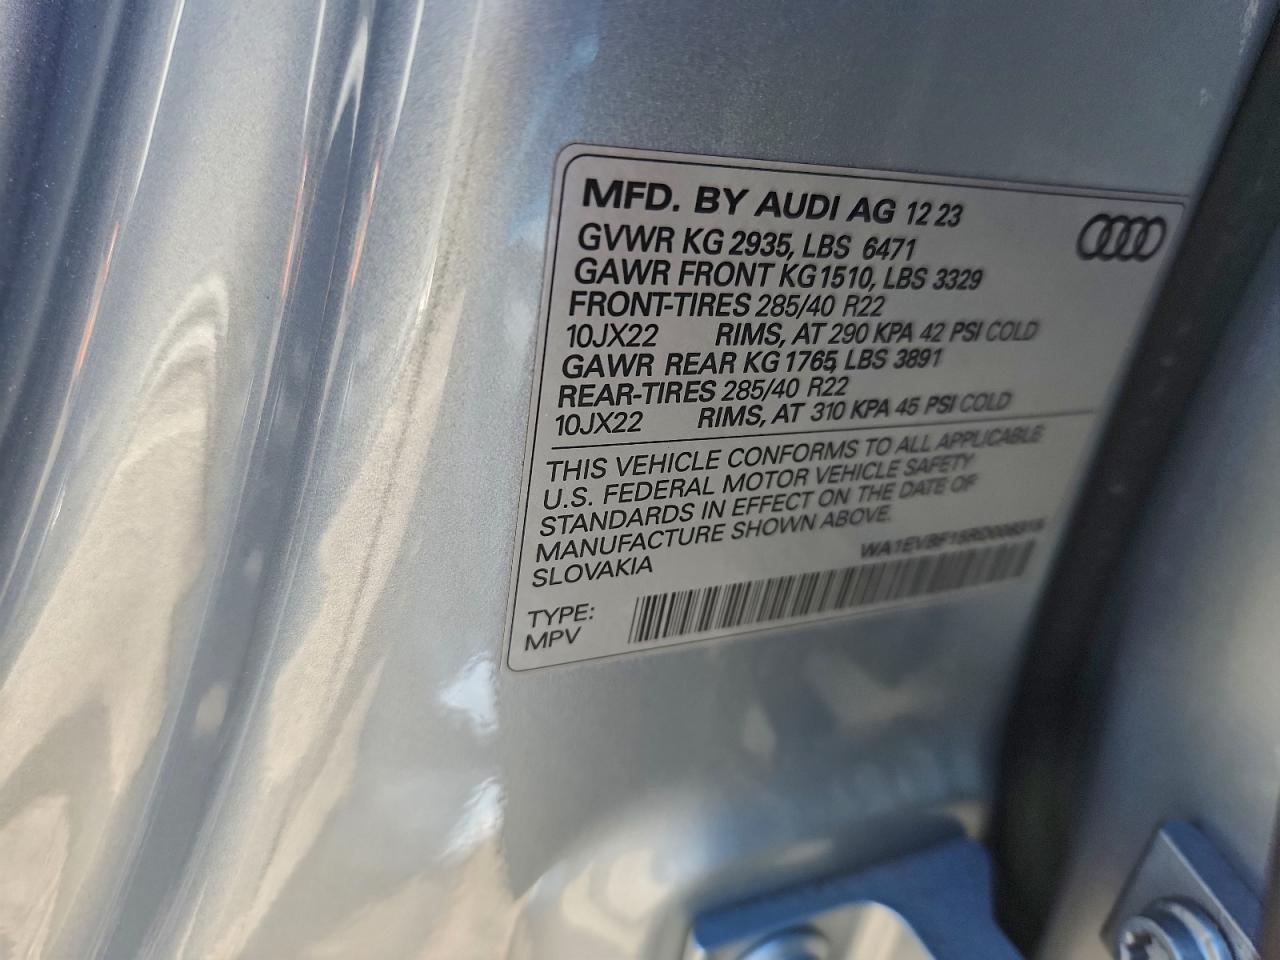 MFD. BY AUDI AG 12 23
GVWR KG 2935, LBS 6471
GAWR FRONT KG 1510, LBS 3329
FRONT-TIRES 285/40 R22
10JX22 RIMS, AT 290 KPA 42 PSI COLD
GAWR REAR KG 1765, LBS 3891
REAR-TIRES 285/40 R22
10JX22 RIMS, AT 310 KPA 45 PSI COLD
THIS VEHICLE CONFORMS TO ALL APPLICABLE
U.S. FEDERAL MOTOR VEHICLE SAFETY
STANDARDS IN EFFECT ON THE DATE OF
MANUFACTURE SHOWN ABOVE.
SLOVAKIA
TYPE:
MPV